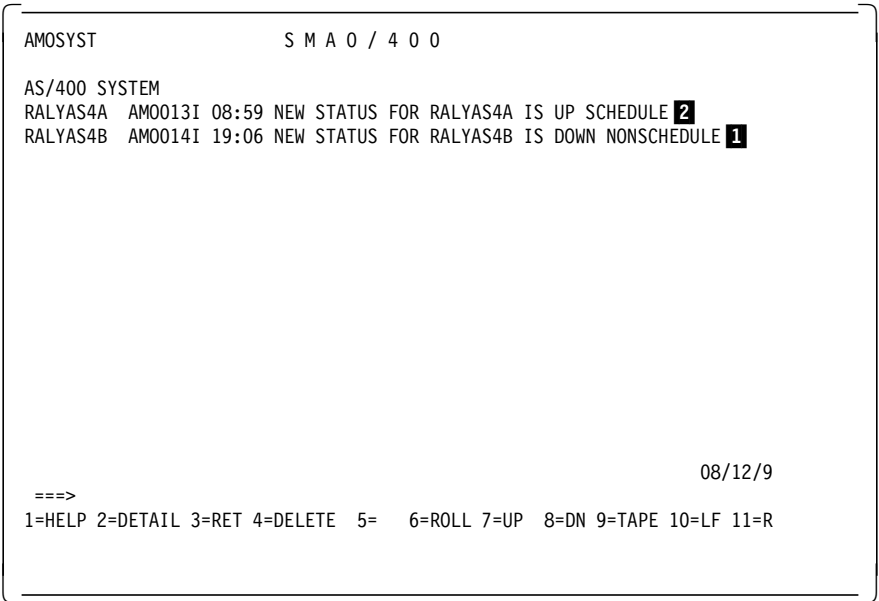 AMOSYST S M A O / 4 0 0
AS/400 SYSTEM
RALYAS4A AMO013I 08:59 NEW STATUS FOR RALYAS4A IS UP SCHEDULE 2
RALYAS4B AMO014I 19:06 NEW STATUS FOR RALYAS4B IS DOWN NONSCHEDULE 1
08/12/9
===>
1=HELP 2=DETAIL 3=RET 4=DELETE 5= 6=ROLL 7=UP 8=DN 9=TAPE 10=LF 11=R